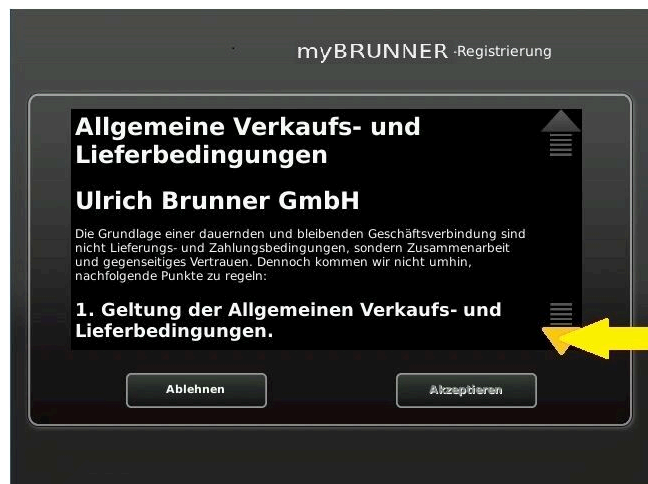 myBRUNNER -Registrierung
Allgemeine Verkaufs- und
Lieferbedingungen
Ulrich Brunner GmbH
Die Grundlage einer dauernden und bleibenden Geschäftsverbindung sind
nicht Lieferungs- und Zahlungsbedingungen, sondern Zusammenarbeit
und gegenseitiges Vertrauen. Dennoch kommen wir nicht umhin,
nachfolgende Punkte zu regeln:
1. Geltung der Allgemeinen Verkaufs- und
Lieferbedingungen.
Ablehnen
Akzeptieren